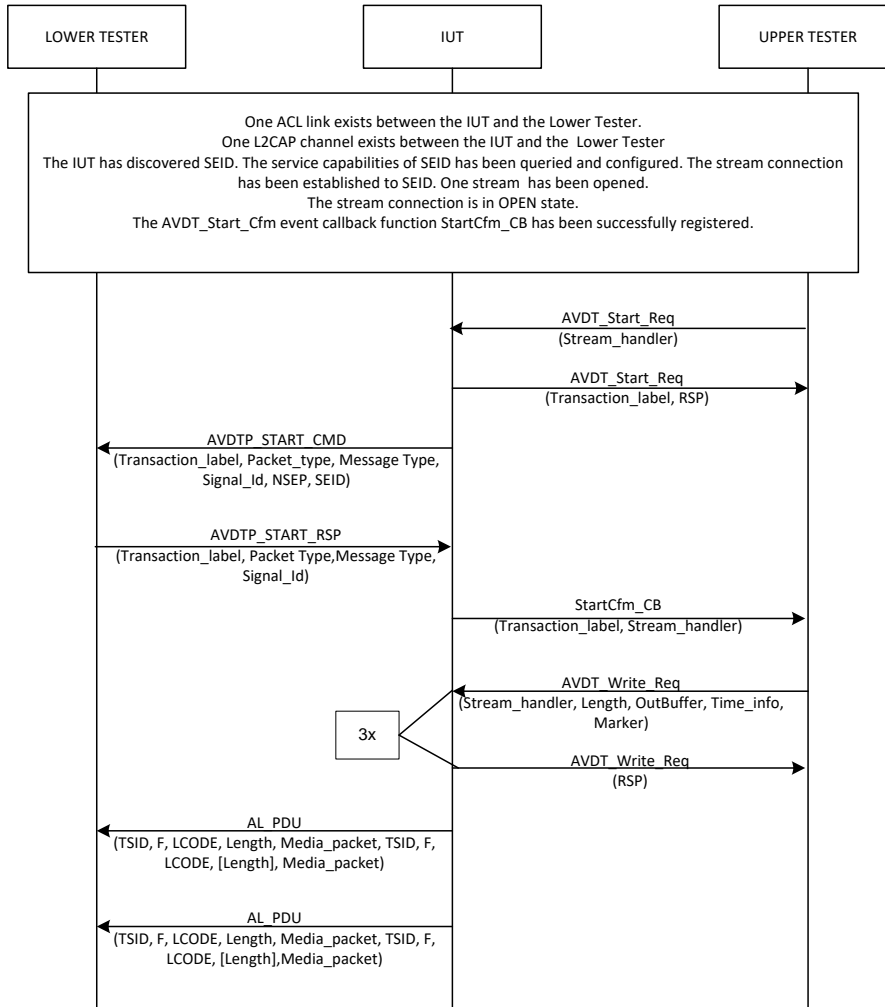 LOWER TESTER
IUT
UPPER TESTER
One ACL link exists between the IUT and the Lower Tester.
One L2CAP channel exists between the IUT and the Lower Tester
The IUT has discovered SEID. The service capabilities of SEID has been queried and configured. The stream connection
has been established to SEID. One stream has been opened.
The stream connection is in OPEN state.
The AVDT_Start_Cfm event callback function StartCfm_CB has been successfully registered.
AVDT_Start_Req
(Stream_handler)
AVDT_Start_Req
(Transaction_label, RSP)
AVDTP_START_CMD
(Transaction_label, Packet_type, Message Type,
Signal_Id, NSEP, SEID)
AVDTP_START_RSP
(Transaction_label, Packet Type,Message Type,
Signal_Id)
StartCfm_CB
(Transaction_label, Stream_handler)
AVDT_Write_Req
(Stream_handler, Length, OutBuffer, Time_info,
Marker)
3x
AVDT_Write_Req
(RSP)
AL_PDU
(TSID, F, LCODE, Length, Media_packet, TSID, F,
LCODE, [Length], Media_packet)
AL_PDU
(TSID, F, LCODE, Length, Media_packet, TSID, F,
LCODE, [Length],Media_packet)